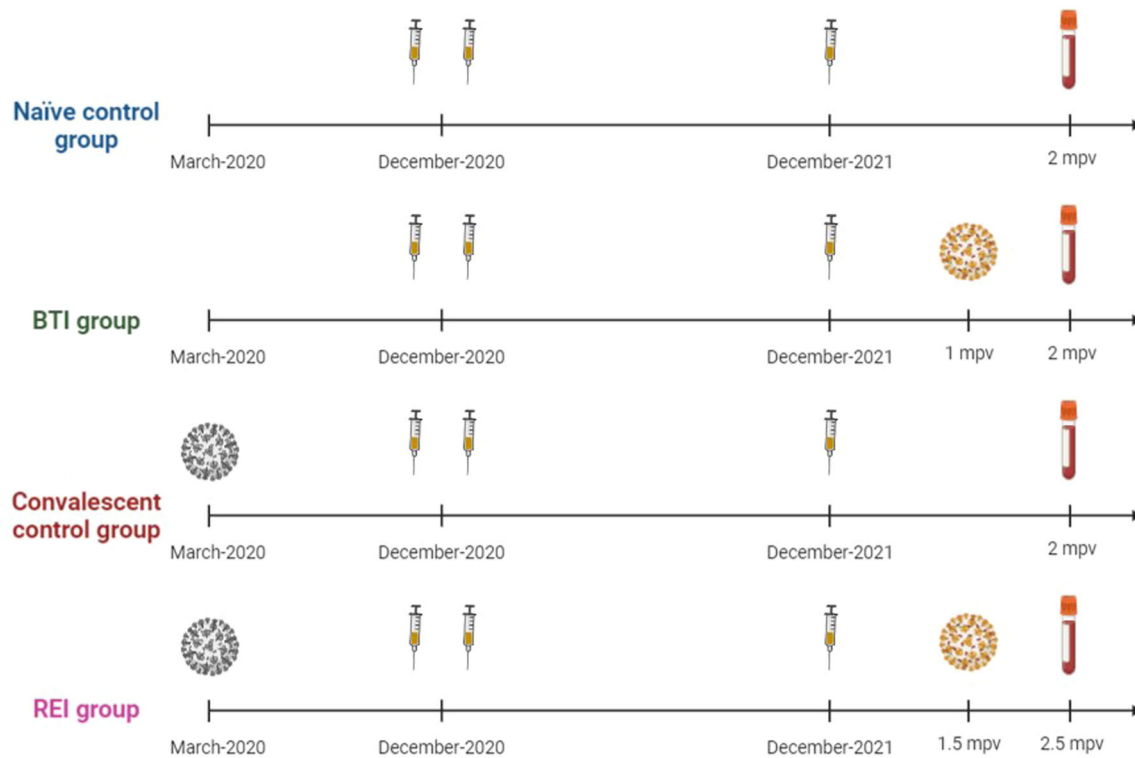 Naïve control
group
March-2020
December-2020
December-2021
2 mpv
BTI group
March-2020
December-2020
December-2021
1 mpv
2 mpv
Convalescent
control group
March-2020
December-2020
December-2021
2 mpv
REI group
March-2020
December-2020
December-2021
1.5 mpv
2.5 mpv